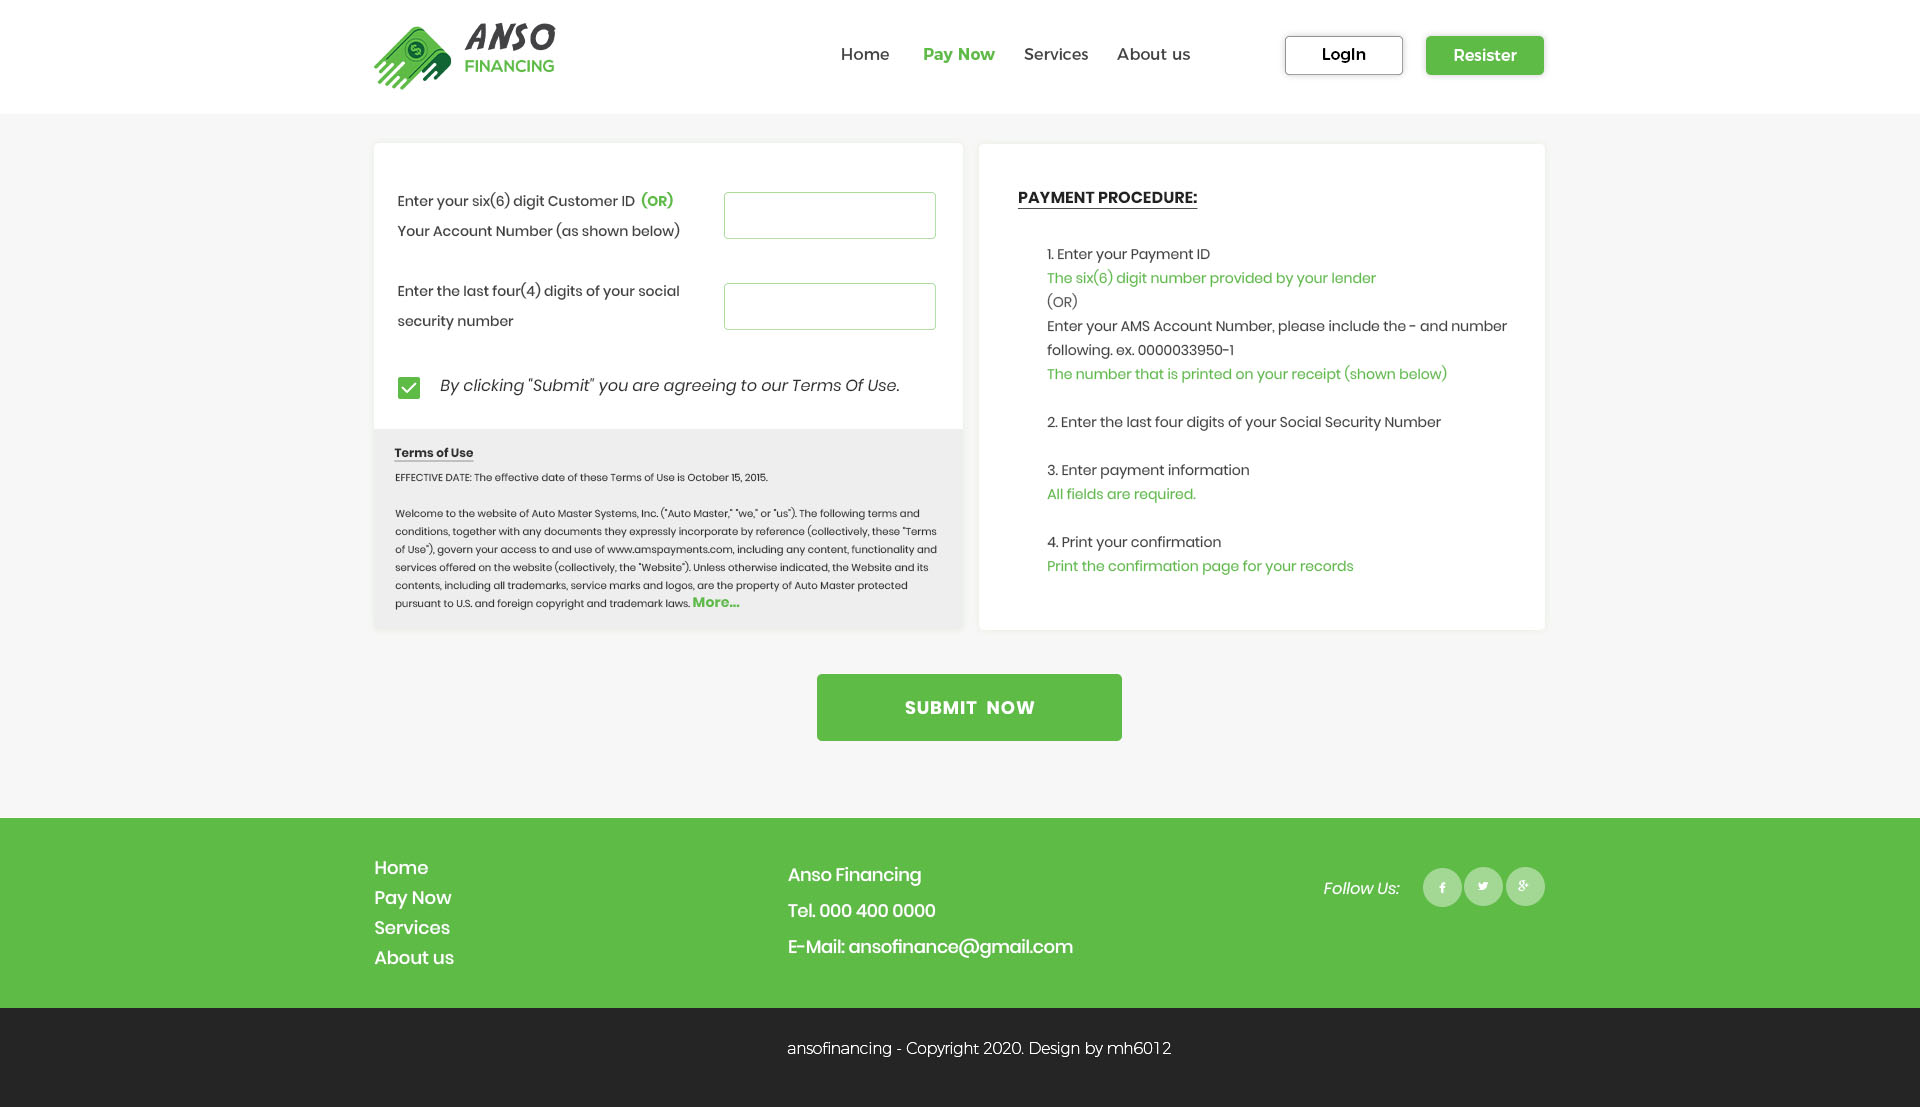 ANSO
FINANCING
Home
Pay Now
Services
About us
LogIn
Resister
Enter your six(6) digit Customer ID (OR)
Your Account Number (as shown below)
Enter the last four(4) digits of your social
security number
By clicking "Submit" you are agreeing to our Terms Of Use.
Terms of Use
EFFECTIVE DATE: The effective date of these Terms of Use is October 15, 2015.
Welcome to the website of Auto Master Systems, Inc. ("Auto Master," "we," or "us"). The following terms and
conditions, together with any documents they expressly incorporate by reference (collectively, these "Terms
of Use"), govern your access to and use of www.amspayments.com, including any content, functionality and
services offered on the website (collectively, the "Website"). Unless otherwise indicated, the Website and its
contents, including all trademarks, service marks and logos, are the property of Auto Master protected
pursuant to U.S. and foreign copyright and trademark laws. More...
PAYMENT PROCEDURE:
1. Enter your Payment ID
The six(6) digit number provided by your lender
(OR)
Enter your AMS Account Number, please include the - and number
following. ex. 0000033950-1
The number that is printed on your receipt (shown below)
2. Enter the last four digits of your Social Security Number
3. Enter payment information
All fields are required.
4. Print your confirmation
Print the confirmation page for your records
SUBMIT NOW
Home
Pay Now
Services
About us
Anso Financing
Tel. 000 400 0000
E-Mail: ansofinance@gmail.com
Follow Us:
ansofinancing - Copyright 2020. Design by mh6012